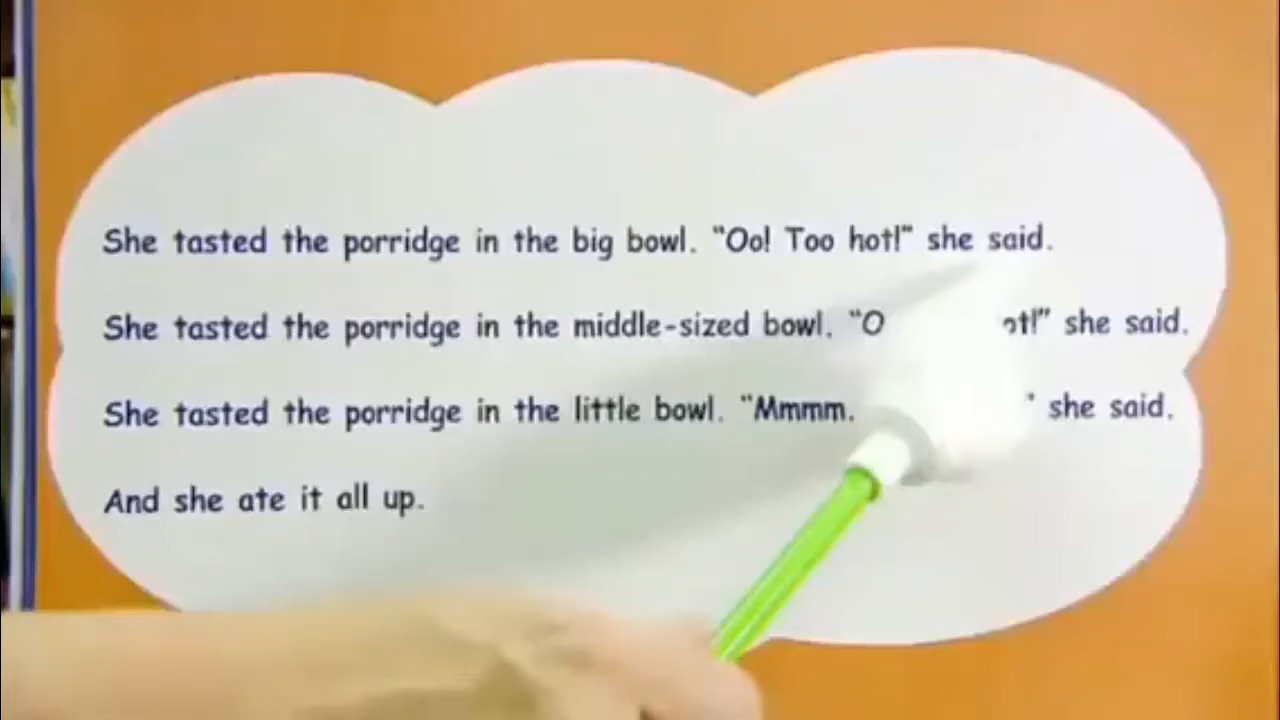 She tasted the porridge in the big bowl. “Oo! Too hot!” she said.
She tasted the porridge in the middle-sized bowl. “O she said.
She tasted the porridge in the little bowl. “Mmmm. she said.
And she ate it all up.